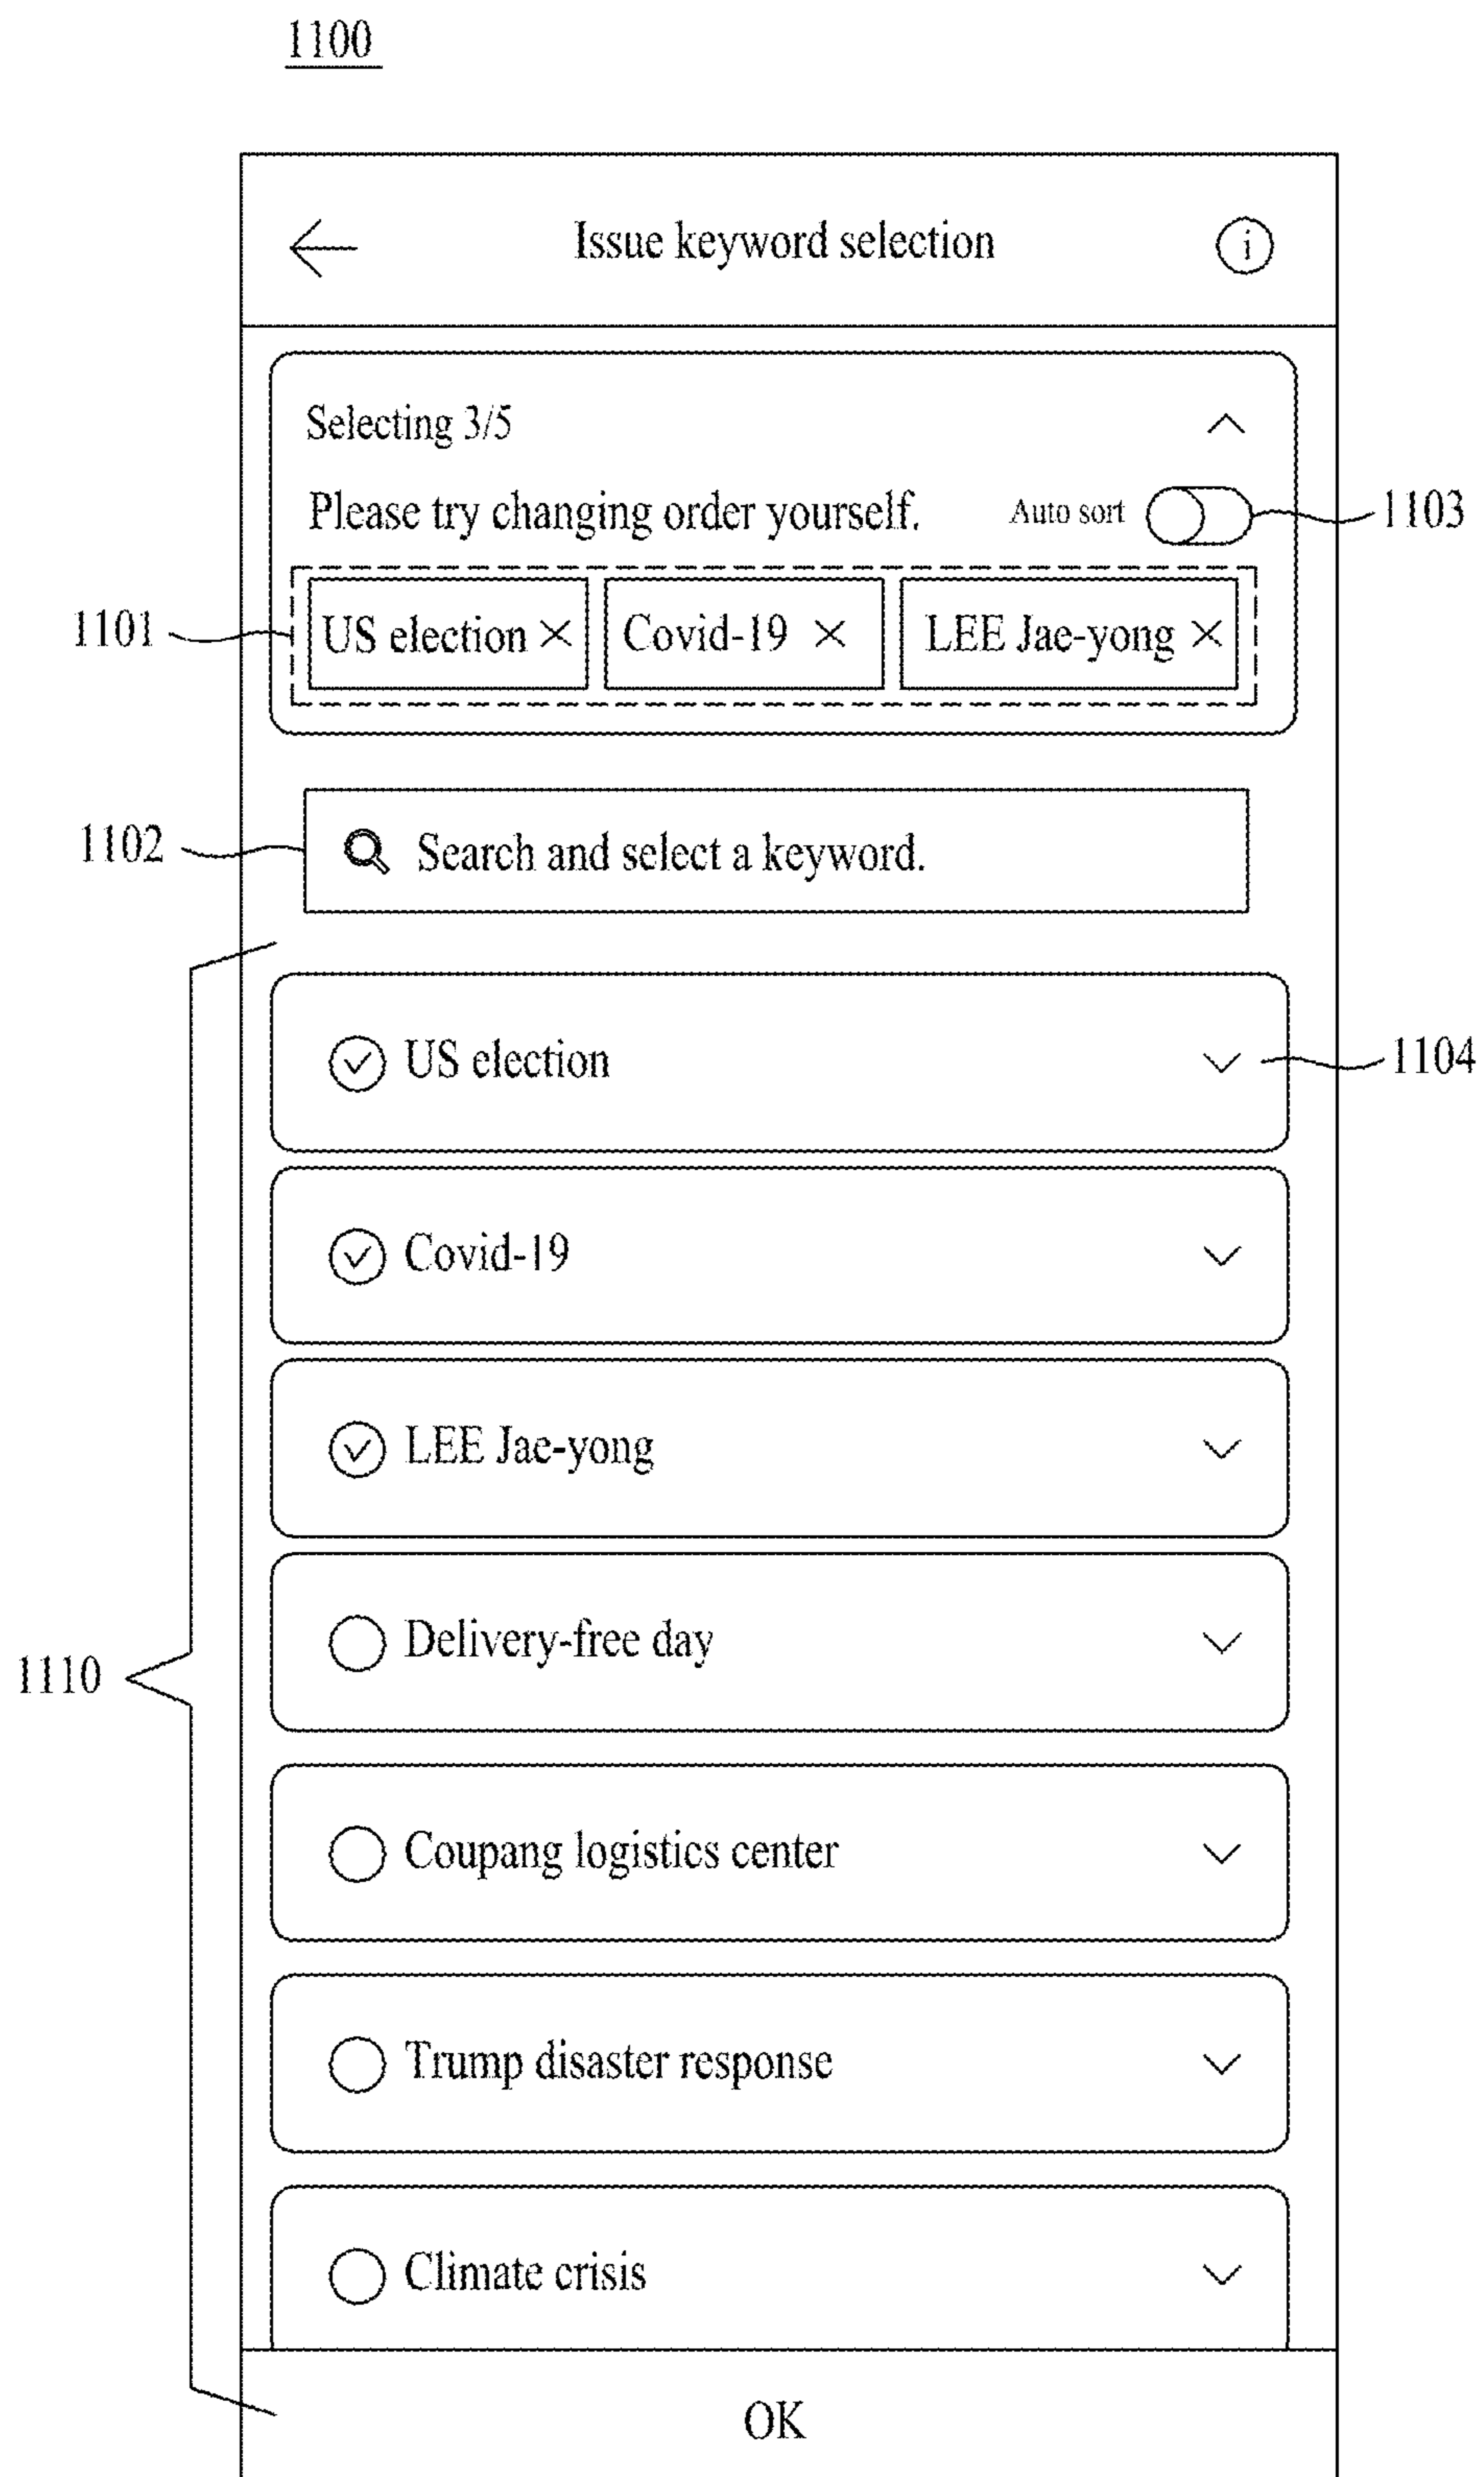 1100
Issue keyword selection
Selecting 3/5
Please try changing order yourself.
Auto sort
1103
1101
US election
Covid-19
LEE Jae-yong
1102
Search and select a keyword.
US election
1104
Covid-19
LEE Jae-yong
Delivery-free day
1110
Coupang logistics center
Trump disaster response
Climate crisis
OK